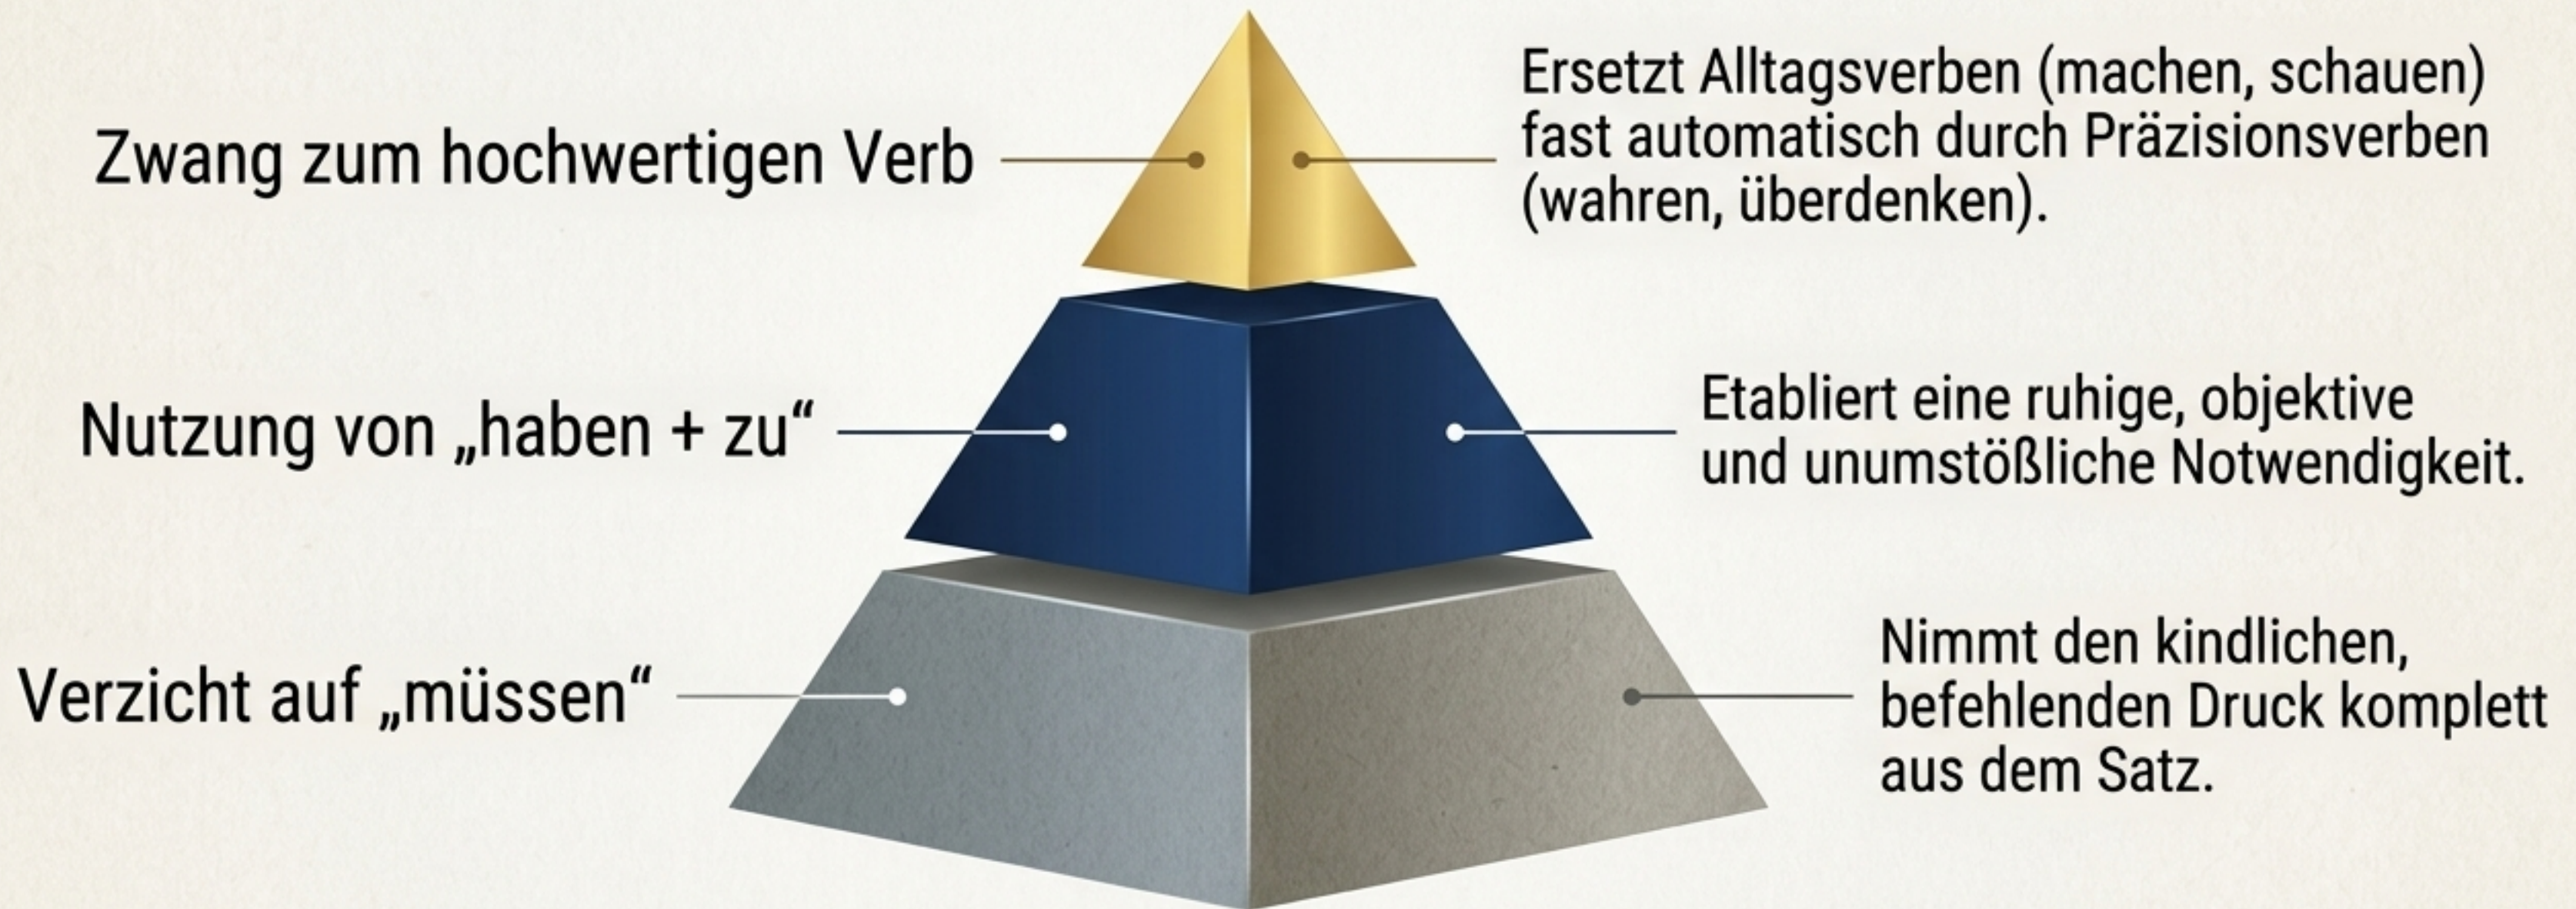 Zwang zum hochwertigen Verb
Ersetzt Alltagsverben (machen, schauen)
fast automatisch durch Präzisionsverben
(wahren, überdenken).
Nutzung von „haben + zu“
Etabliert eine ruhige, objektive
und unumstößliche Notwendigkeit.
Verzicht auf „müssen“
Nimmt den kindlichen,
befehlenden Druck komplett
aus dem Satz.